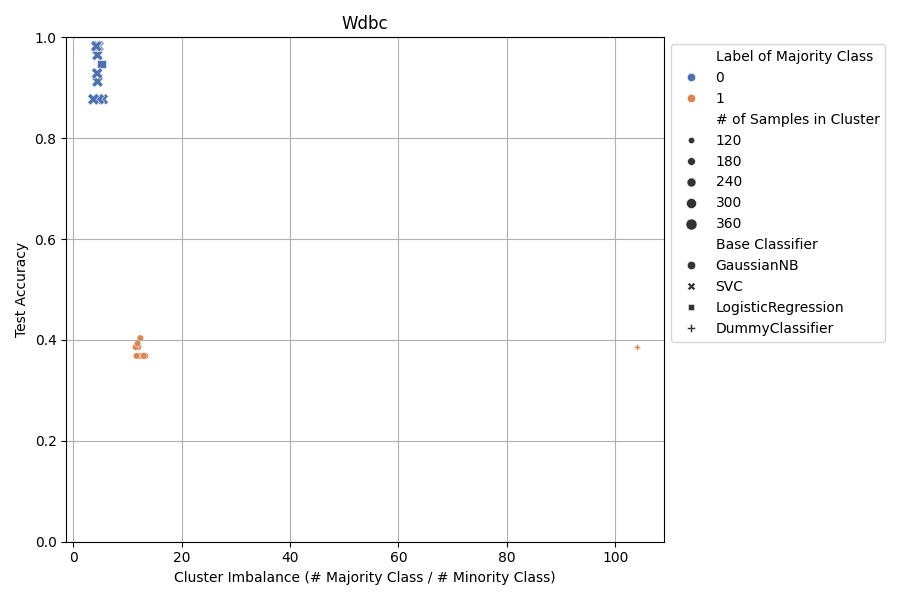 Wdbc
1.0
0.8
0.6
0.4
0.2
0.0
Test Accuracy
0
20
40
60
80
100
Cluster Imbalance (# Majority Class / # Minority Class)
Label of Majority Class
0
1
# of Samples in Cluster
120
180
240
300
360
Base Classifier
GaussianNB
SVC
LogisticRegression
DummyClassifier